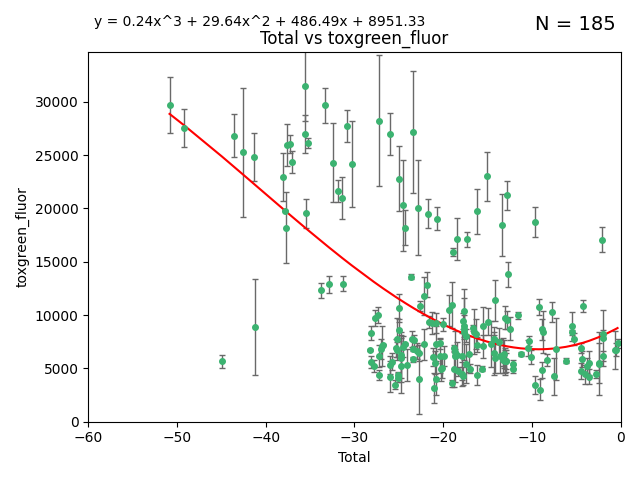 y = 0.24x^3 + 29.64x^2 + 486.49x + 8951.33
N = 185
Total vs toxgreen_fluor
toxgreen_fluor
30000
25000
20000
15000
10000
5000
0
−60 −50 −40 −30 −20 −10 0
Total